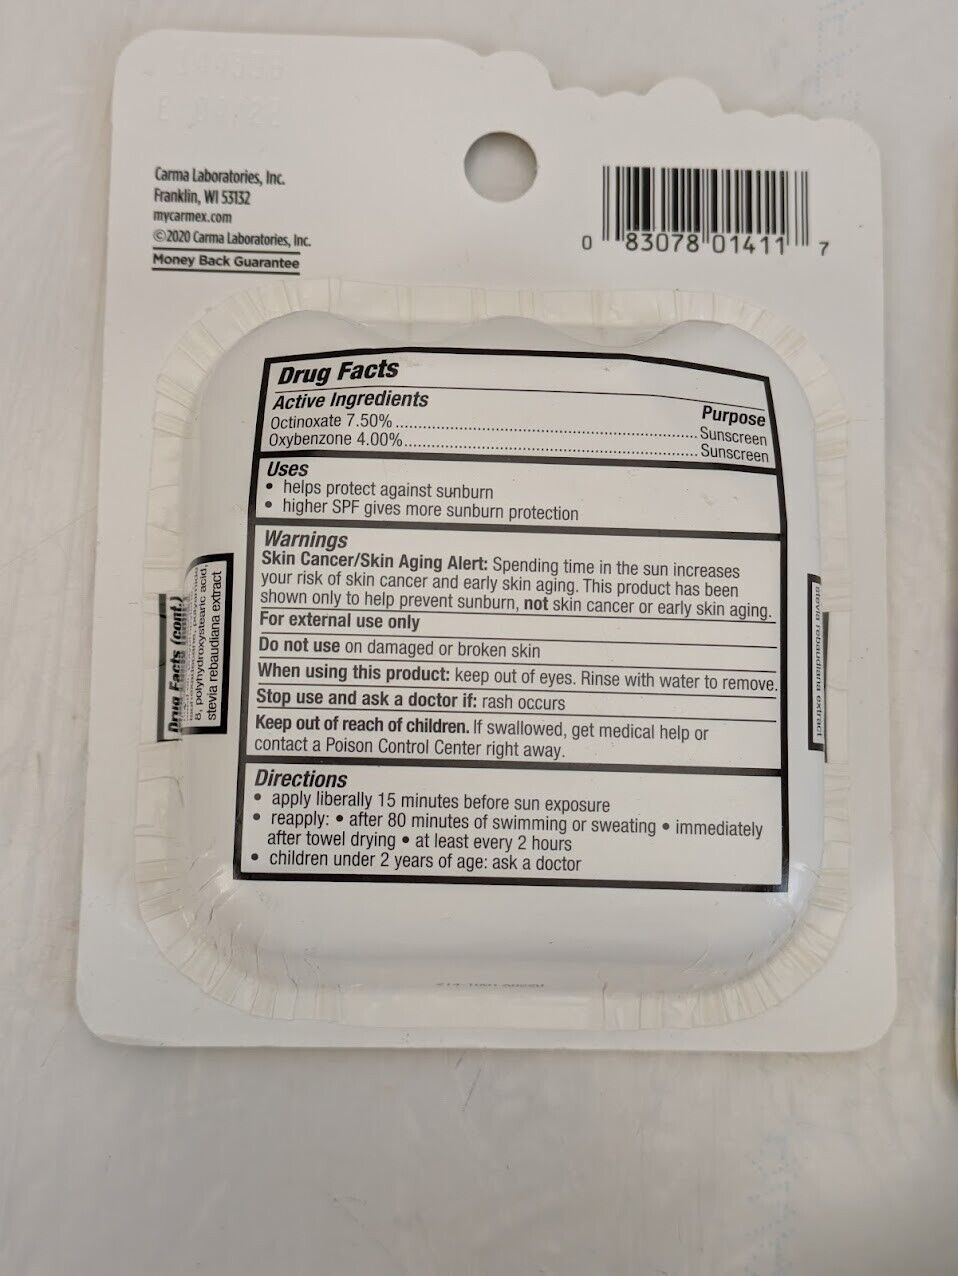 Carma Laboratories, Inc.
Franklin, WI 53132
mycarmex.com
©2020 Carma Laboratories, Inc.
Money Back Guarantee
0 83078 01411 7
Drug Facts
Active Ingredients Purpose
Octinoxate 7.50%........................................................ Sunscreen
Oxybenzone 4.00%...................................................... Sunscreen
Uses
• helps protect against sunburn
• higher SPF gives more sunburn protection
Warnings
Skin Cancer/Skin Aging Alert: Spending time in the sun increases
your risk of skin cancer and early skin aging. This product has been
shown only to help prevent sunburn, not skin cancer or early skin aging.
For external use only
Do not use on damaged or broken skin
When using this product: keep out of eyes. Rinse with water to remove.
Stop use and ask a doctor if: rash occurs
Keep out of reach of children. If swallowed, get medical help or
contact a Poison Control Center right away.
Directions
• apply liberally 15 minutes before sun exposure
• reapply: • after 80 minutes of swimming or sweating • immediately
after towel drying • at least every 2 hours
• children under 2 years of age: ask a doctor
Drug Facts (cont.)
8, polyhydroxystearic acid,
stevia rebaudiana extract
stevia rebaudiana extract